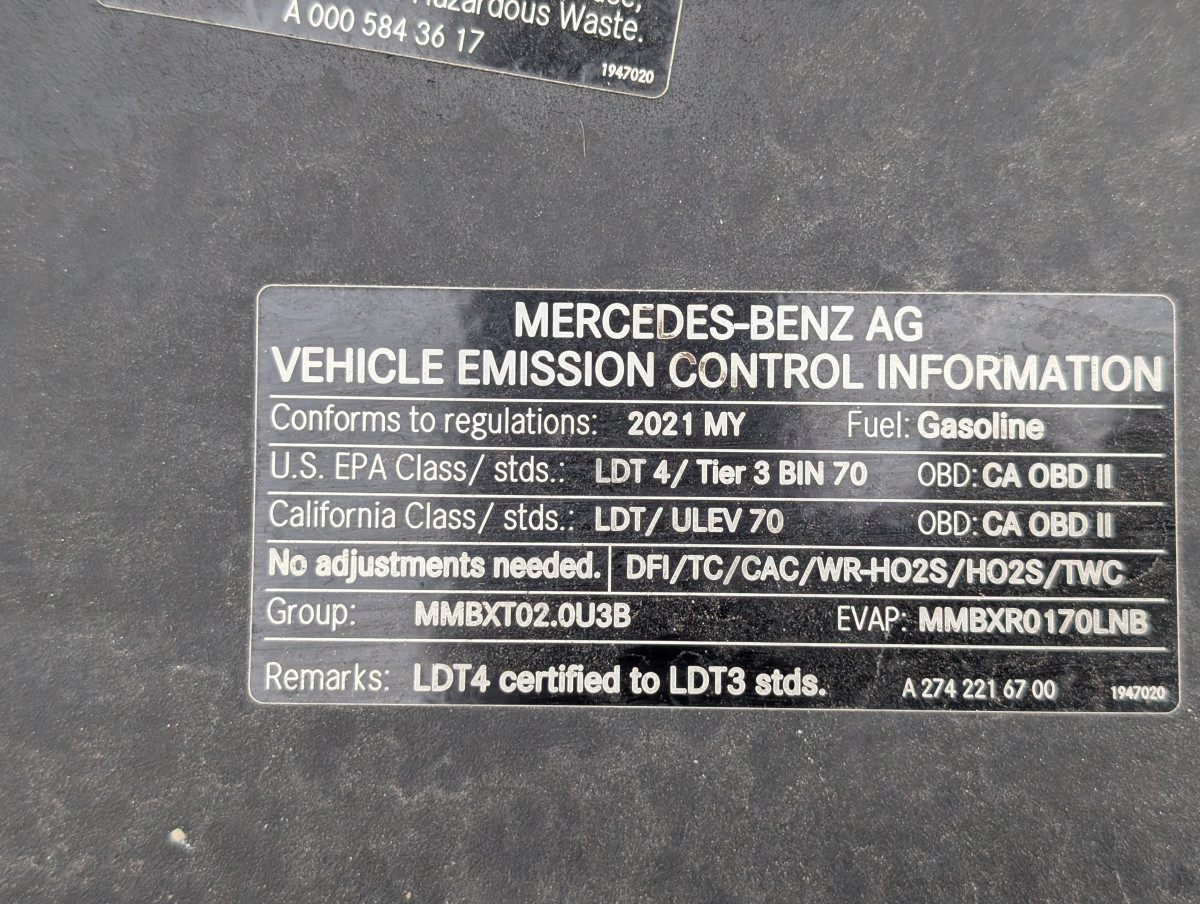 Hazardous Waste.
A 000 584 36 17
1947020
MERCEDES-BENZ AG
VEHICLE EMISSION CONTROL INFORMATION
Conforms to regulations: 2021 MY Fuel: Gasoline
U.S. EPA Class/ stds.: LDT 4/ Tier 3 BIN 70 OBD: CA OBD II
California Class/ stds.: LDT/ ULEV 70 OBD: CA OBD II
No adjustments needed. DFI/TC/CAC/WR-HO2S/HO2S/TWC
Group: MMBXT02.0U3B EVAP: MMBXR0170LNB
Remarks: LDT4 certified to LDT3 stds. A 274 221 67 00 1947020